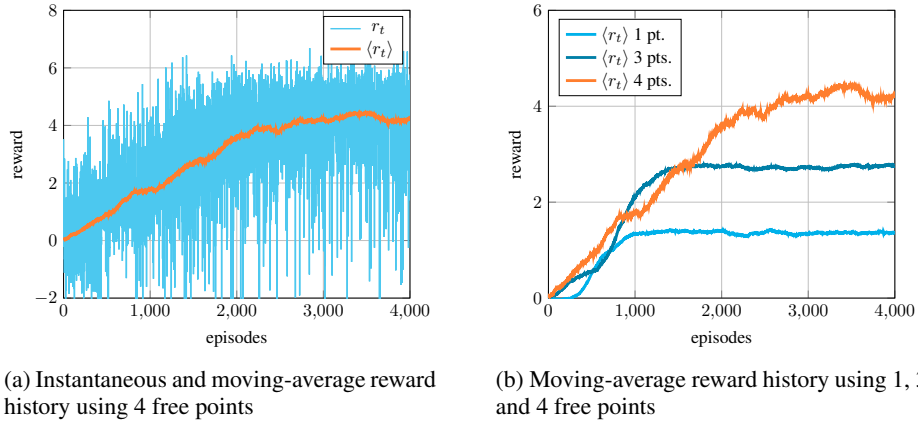 8
6
4
2
0
−2
0
1,000
2,000
3,000
4,000
reward
episodes
r_t
⟨r_t⟩
6
4
2
0
0
1,000
2,000
3,000
4,000
reward
episodes
⟨r_t⟩ 1 pt.
⟨r_t⟩ 3 pts.
⟨r_t⟩ 4 pts.
(a) Instantaneous and moving-average reward
history using 4 free points
(b) Moving-average reward history using 1,
and 4 free points